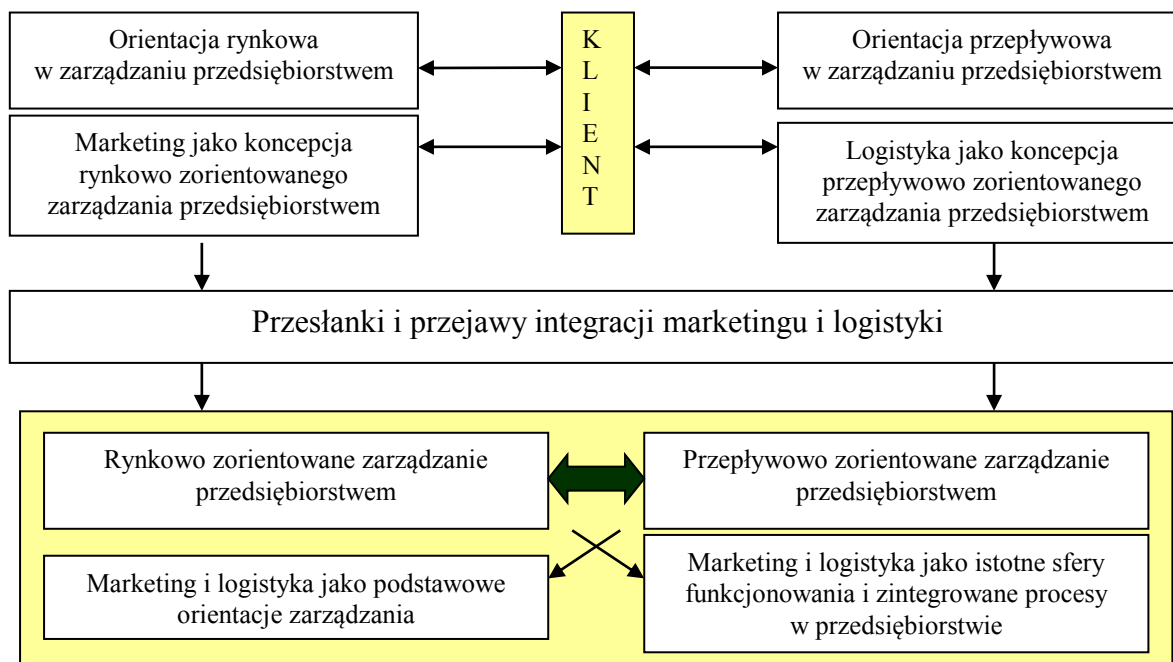 Orientacja rynkowa
w zarządzaniu przedsiębiorstwem
K
L
I
E
N
T
Orientacja przepływowa
w zarządzaniu przedsiębiorstwem
Marketing jako koncepcja
rynkowo zorientowanego
zarządzania przedsiębiorstwem
Logistyka jako koncepcja
przepływowo zorientowanego
zarządzania przedsiębiorstwem
Przesłanki i przejawy integracji marketingu i logistyki
Rynkowo zorientowane zarządzanie
przedsiębiorstwem
Przepływowo zorientowane zarządzanie
przedsiębiorstwem
Marketing i logistyka jako podstawowe
orientacje zarządzania
Marketing i logistyka jako istotne sfery
funkcjonowania i zintegrowane procesy
w przedsiębiorstwie